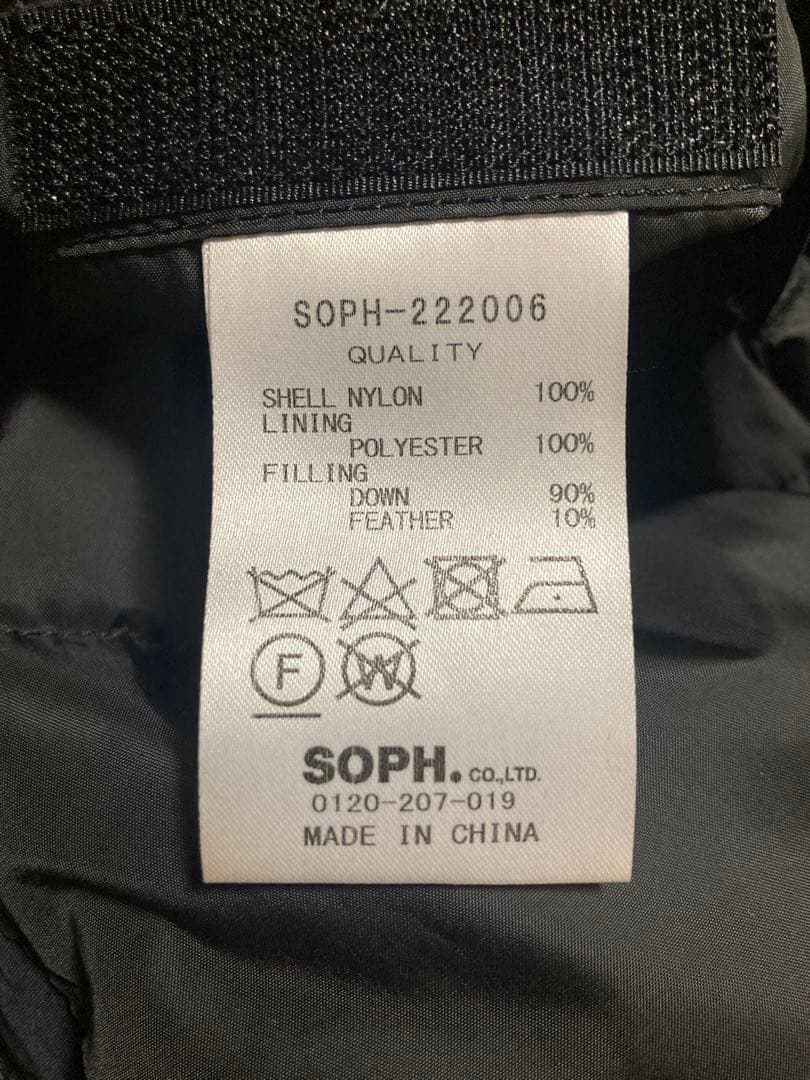 SOPH-222006
QUALITY
SHELL NYLON 100%
LINING
POLYESTER 100%
FILLING
DOWN 90%
FEATHER 10%
F W
SOPH. CO.,LTD.
0120-207-019
MADE IN CHINA